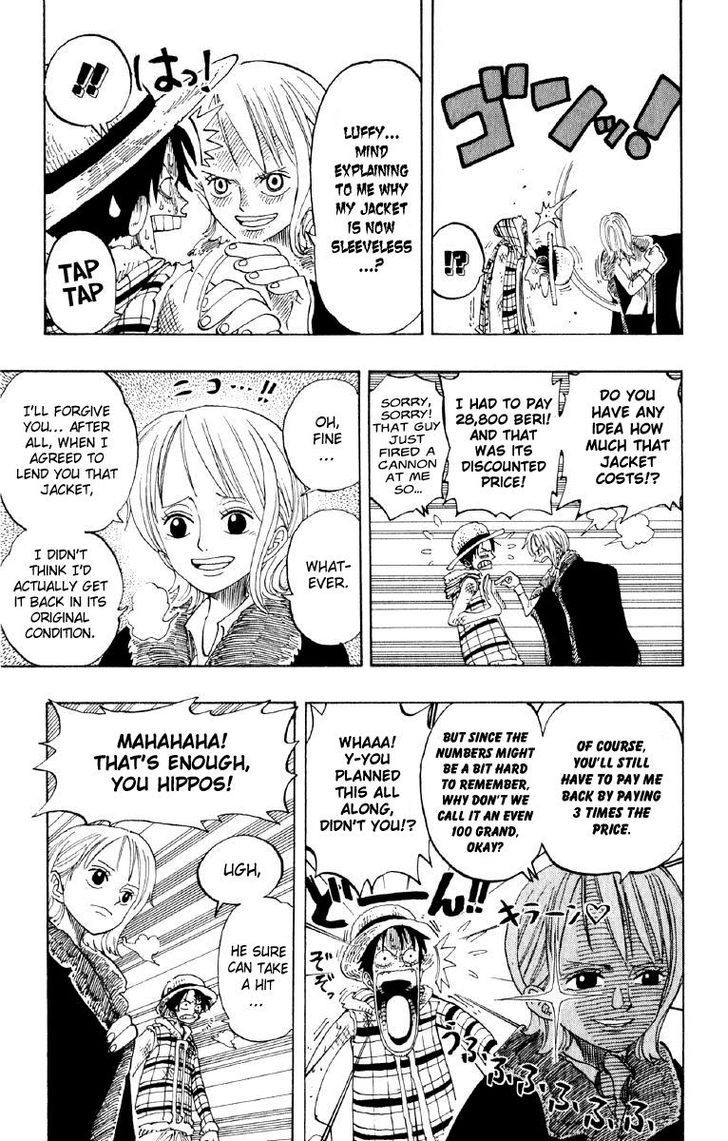 ゴンッ!
!?
LUFFY...
MIND
EXPLAINING
TO ME WHY
MY JACKET
IS NOW
SLEEVELESS
...?
はっ!
!!
TAP
TAP
DO YOU
HAVE ANY
IDEA HOW
MUCH THAT
JACKET
COSTS!?
I HAD TO PAY
28,800 BERI!
AND THAT
WAS ITS
DISCOUNTED
PRICE!
SORRY,
SORRY!
THAT GUY
JUST
FIRED A
CANNON
AT ME
SO...
ニコ...!!
OH,
FINE
...
WHAT-
EVER.
I'LL FORGIVE
YOU... AFTER
ALL, WHEN I
AGREED TO
LEND YOU THAT
JACKET,
I DIDN'T
THINK I'D
ACTUALLY GET
IT BACK IN ITS
ORIGINAL
CONDITION.
OF COURSE,
YOU'LL STILL
HAVE TO PAY ME
BACK BY PAYING
3 TIMES THE
PRICE.
BUT SINCE THE
NUMBERS MIGHT
BE A BIT HARD
TO REMEMBER,
WHY DON'T WE
CALL IT AN EVEN
100 GRAND,
OKAY?
キラーン♡
うふふふふふふ
WHAAA!
Y-YOU
PLANNED
THIS ALL
ALONG,
DIDN'T YOU!?
どーん!!
ぞぞっ
MAHAHAHA!
THAT'S ENOUGH,
YOU HIPPOS!
UGH,
HE SURE
CAN TAKE
A HIT
...